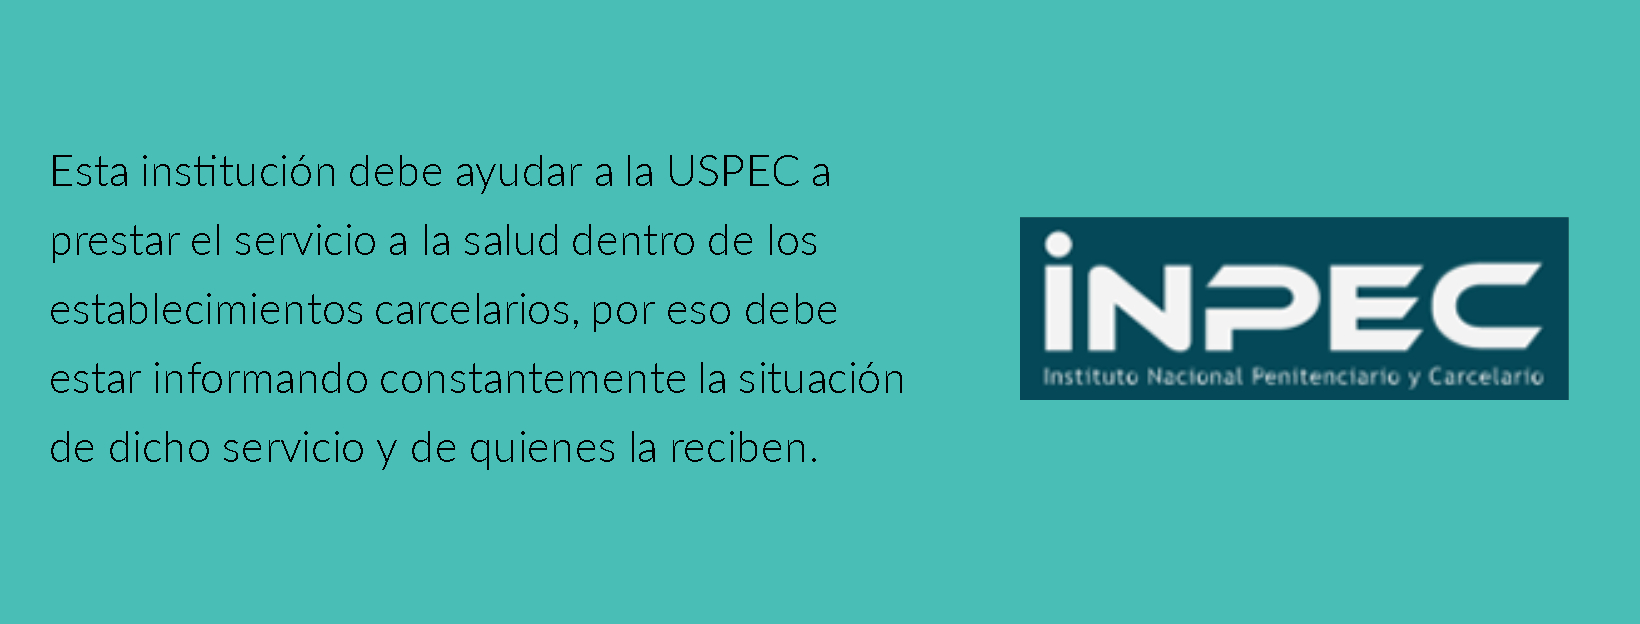 Esta institución debe ayudar a la USPEC a
prestar el servicio a la salud dentro de los
establecimientos carcelarios, por eso debe
estar informando constantemente la situación
de dicho servicio y de quienes la reciben.
iNPEC
Instituto Nacional Penitenciario y Carcelario